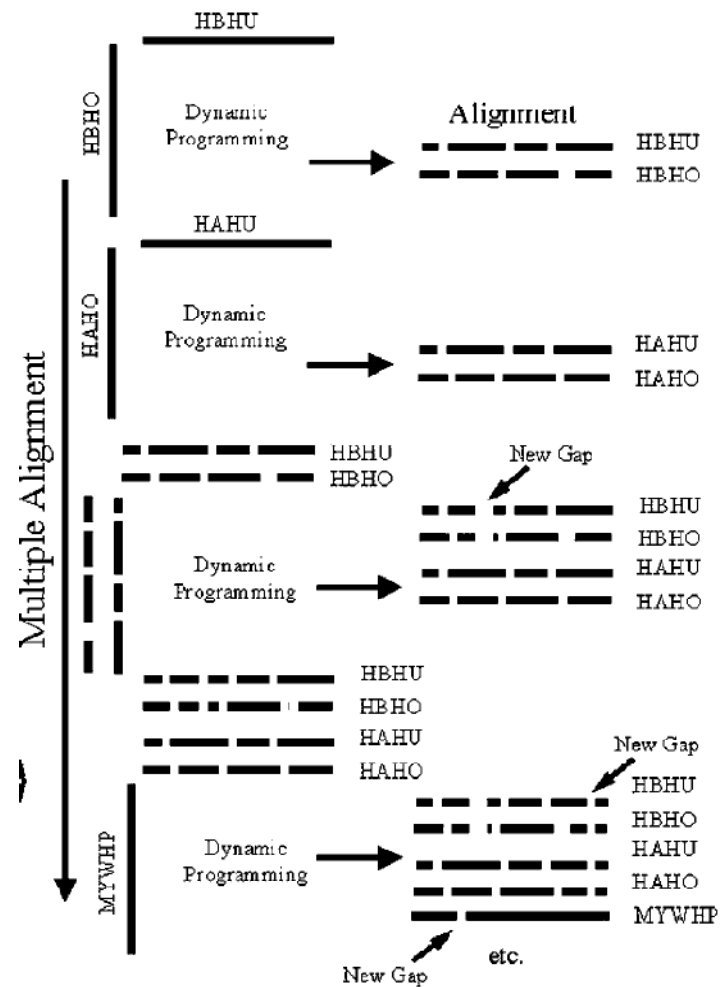 HBHU
HBHO
Dynamic
Programming
Alignment
HBHU
HBHO
HAHU
HAHO
Dynamic
Programming
HAHU
HAHO
Multiple Alignment
HBHU
HBHO
New Gap
HBHU
HBHO
HAHU
HAHO
Dynamic
Programming
HBHU
HBHO
HAHU
HAHO
New Gap
HBHU
HBHO
HAHU
HAHO
MYWHP
MYWHP
Dynamic
Programming
New Gap
etc.